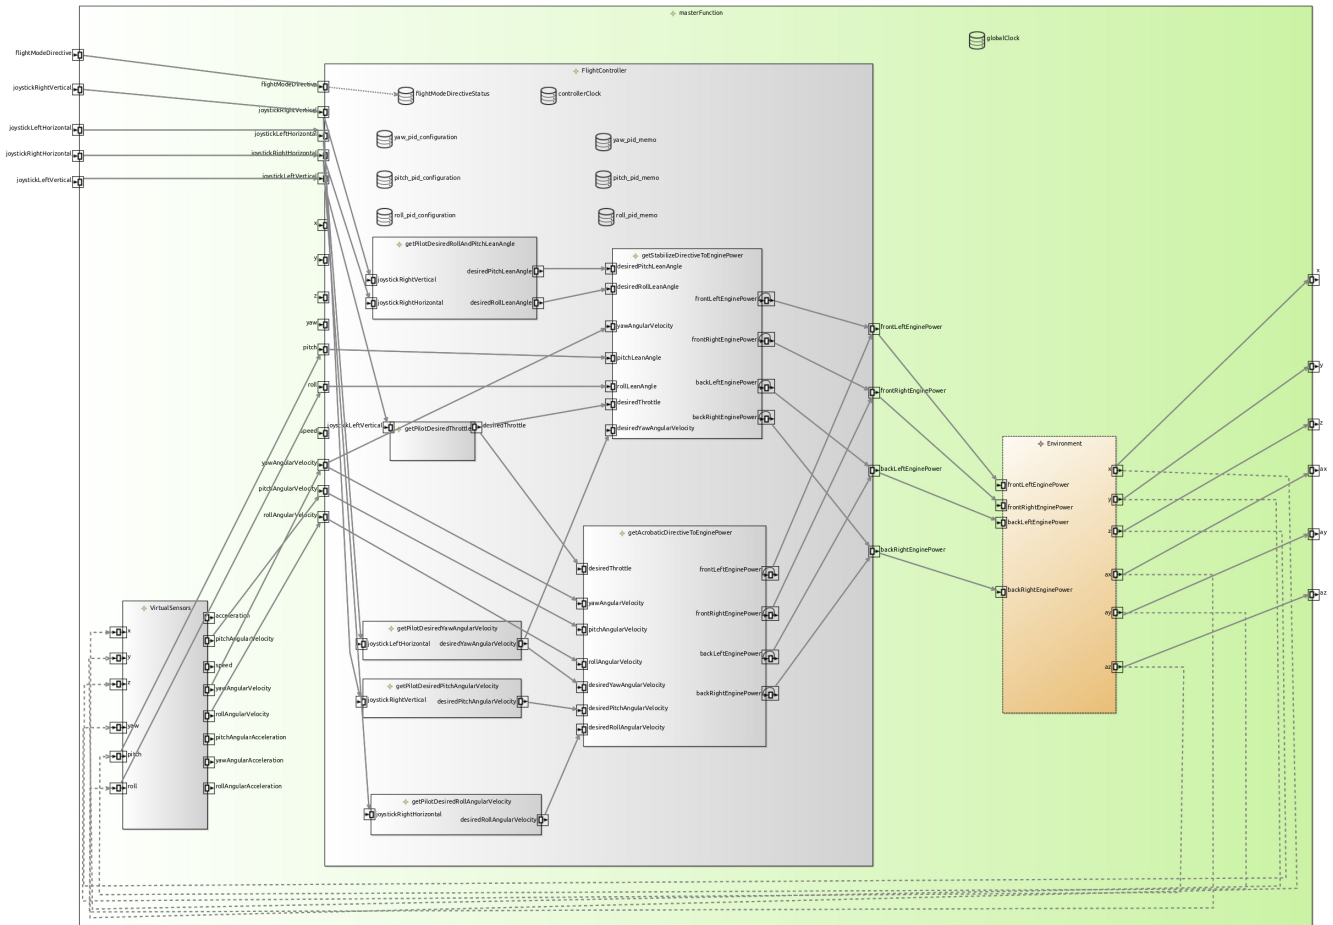 masterFunction
globalClock
flightModeDirective
joystickRightVertical
joystickLeftHorizontal
joystickRightHorizontal
joystickLeftVertical
FlightController
flightModeDirective
joystickRightVertical
joystickLeftHorizontal
joystickRightHorizontal
joystickLeftVertical
x
y
z
yaw
pitch
roll
speed
yawAngularVelocity
pitchAngularVelocity
rollAngularVelocity
flightModeDirectiveStatus
controllerClock
yaw_pid_configuration
yaw_pid_memo
pitch_pid_configuration
pitch_pid_memo
roll_pid_configuration
roll_pid_memo
getPilotDesiredRollAndPitchLeanAngle
desiredPitchLeanAngle
joystickRightVertical
joystickRightHorizontal
desiredRollLeanAngle
getStabilizeDirectiveToEnginePower
desiredPitchLeanAngle
desiredRollLeanAngle
frontLeftEnginePower
yawAngularVelocity
frontRightEnginePower
pitchLeanAngle
rollLeanAngle
backLeftEnginePower
desiredThrottle
backRightEnginePower
desiredYawAngularVelocity
joystickLeftVertical
getPilotDesiredThrottle
desiredThrottle
getAcrobaticDirectiveToEnginePower
desiredThrottle
frontLeftEnginePower
yawAngularVelocity
frontRightEnginePower
pitchAngularVelocity
backLeftEnginePower
rollAngularVelocity
desiredYawAngularVelocity
backRightEnginePower
desiredPitchAngularVelocity
desiredRollAngularVelocity
getPilotDesiredYawAngularVelocity
joystickLeftHorizontal
desiredYawAngularVelocity
getPilotDesiredPitchAngularVelocity
joystickRightVertical
desiredPitchAngularVelocity
getPilotDesiredRollAngularVelocity
joystickRightHorizontal
desiredRollAngularVelocity
frontLeftEnginePower
frontRightEnginePower
backLeftEnginePower
backRightEnginePower
VirtualSensors
x
y
z
yaw
pitch
roll
acceleration
pitchAngularVelocity
speed
yawAngularVelocity
rollAngularVelocity
pitchAngularAcceleration
yawAngularAcceleration
rollAngularAcceleration
Environment
frontLeftEnginePower
frontRightEnginePower
backLeftEnginePower
backRightEnginePower
x
y
z
ax
ay
az
x
y
z
ax
ay
az